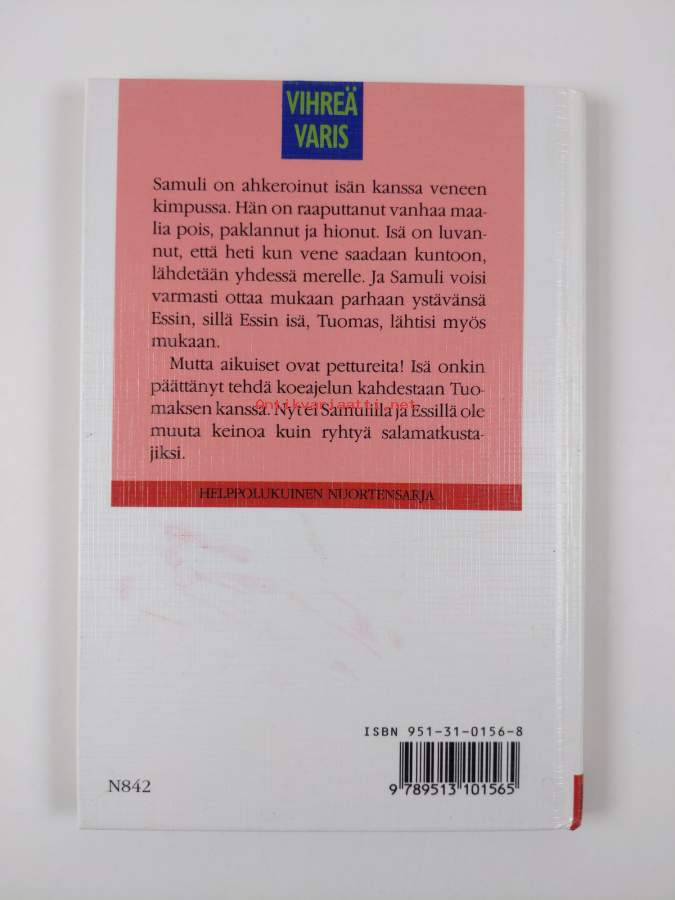 VIHREÄ
VARIS
Samuli on ahkeroinut isän kanssa veneen
kimpussa. Hän on raaputtanut vanhaa maa-
lia pois, paklannut ja hionut. Isä on luvan-
nut, että heti kun vene saadaan kuntoon,
lähdetään yhdessä merelle. Ja Samuli voisi
varmasti ottaa mukaan parhaan ystävänsä
Essin, sillä Essin isä, Tuomas, lähtisi myös
mukaan.
Mutta aikuiset ovat pettureita! Isä onkin
päättänyt tehdä koeajelun kahdestaan Tuo-
maksen kanssa. Nyt ei Samulilla ja Essillä ole
antikvariaatti.net
muuta keinoa kuin ryhtyä salamatkusta-
jiksi.
HELPPOLUKUINEN NUORTENSARJA
ISBN 951-31-0156-8
9 789513 101565
N842